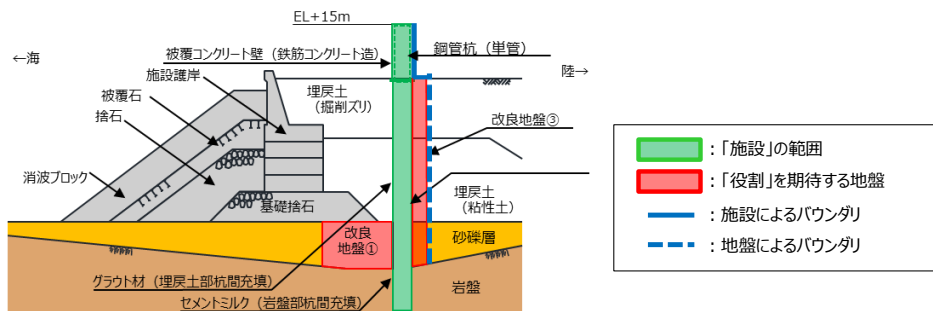 EL+15m
←海
被覆コンクリート壁（鉄筋コンクリート造）
鋼管杭（単管）
陸→
施設護岸
埋戻土
（掘削ズリ）
被覆石
捨石
改良地盤③
消波ブロック
基礎捨石
埋戻土
（粘性土）
改良
地盤①
砂礫層
グラウト材（埋戻土部杭間充填）
セメントミルク（岩盤部杭間充填）
岩盤
：「施設」の範囲
：「役割」を期待する地盤
：施設によるバウンダリ
：地盤によるバウンダリ